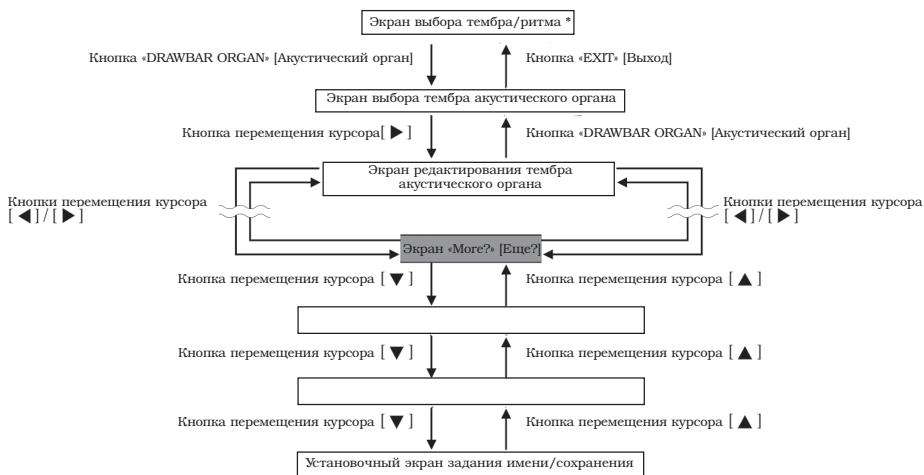 Экран выбора тембра/ритма *
Кнопка «DRAWBAR ORGAN» [Акустический орган]
Кнопка «EXIT» [Выход]
Экран выбора тембра акустического органа
Кнопка перемещения курсора[ ▶ ]
Кнопка «DRAWBAR ORGAN» [Акустический орган]
Экран редактирования тембра
акустического органа
Кнопки перемещения курсора
[ ◀ ] / [ ▶ ]
Кнопки перемещения курсора
[ ◀ ] / [ ▶ ]
Экран «More?» [Еще?]
Кнопка перемещения курсора [ ▼ ]
Кнопка перемещения курсора [ ▲ ]
Кнопка перемещения курсора [ ▼ ]
Кнопка перемещения курсора [ ▲ ]
Кнопка перемещения курсора [ ▼ ]
Кнопка перемещения курсора [ ▲ ]
Установочный экран задания имени/сохранения